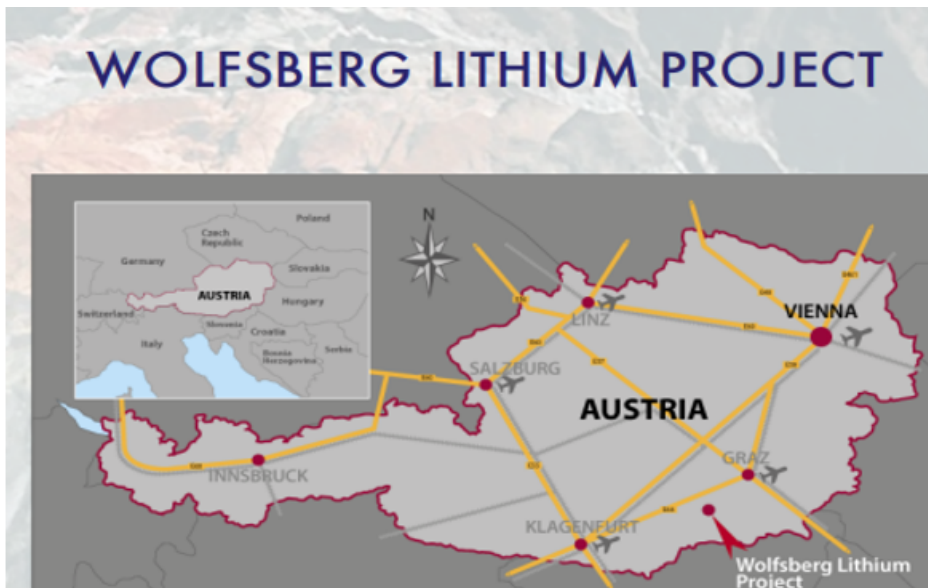 WOLFSBERG LITHIUM PROJECT
N
Poland
Czech
Republic
Germany
Slovakia
AUSTRIA
Hungary
Switzerland
Slovenia
Croatia
Italy
Bosnia
Herzegovina
Serbia
LINZ
VIENNA
SALZBURG
AUSTRIA
INNSBRUCK
GRAZ
KLAGENFURT
Wolfsberg Lithium
Project